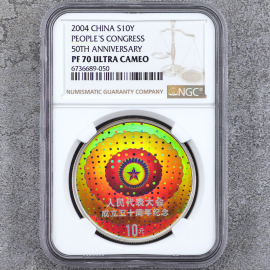 2004 CHINA S10Y
PEOPLE'S CONGRESS
50TH ANNIVERSARY
PF 70 ULTRA CAMEO
6736689-050
NUMISMATIC GUARANTY COMPANY
NGC
人民代表大会
成立五十周年纪念
10元